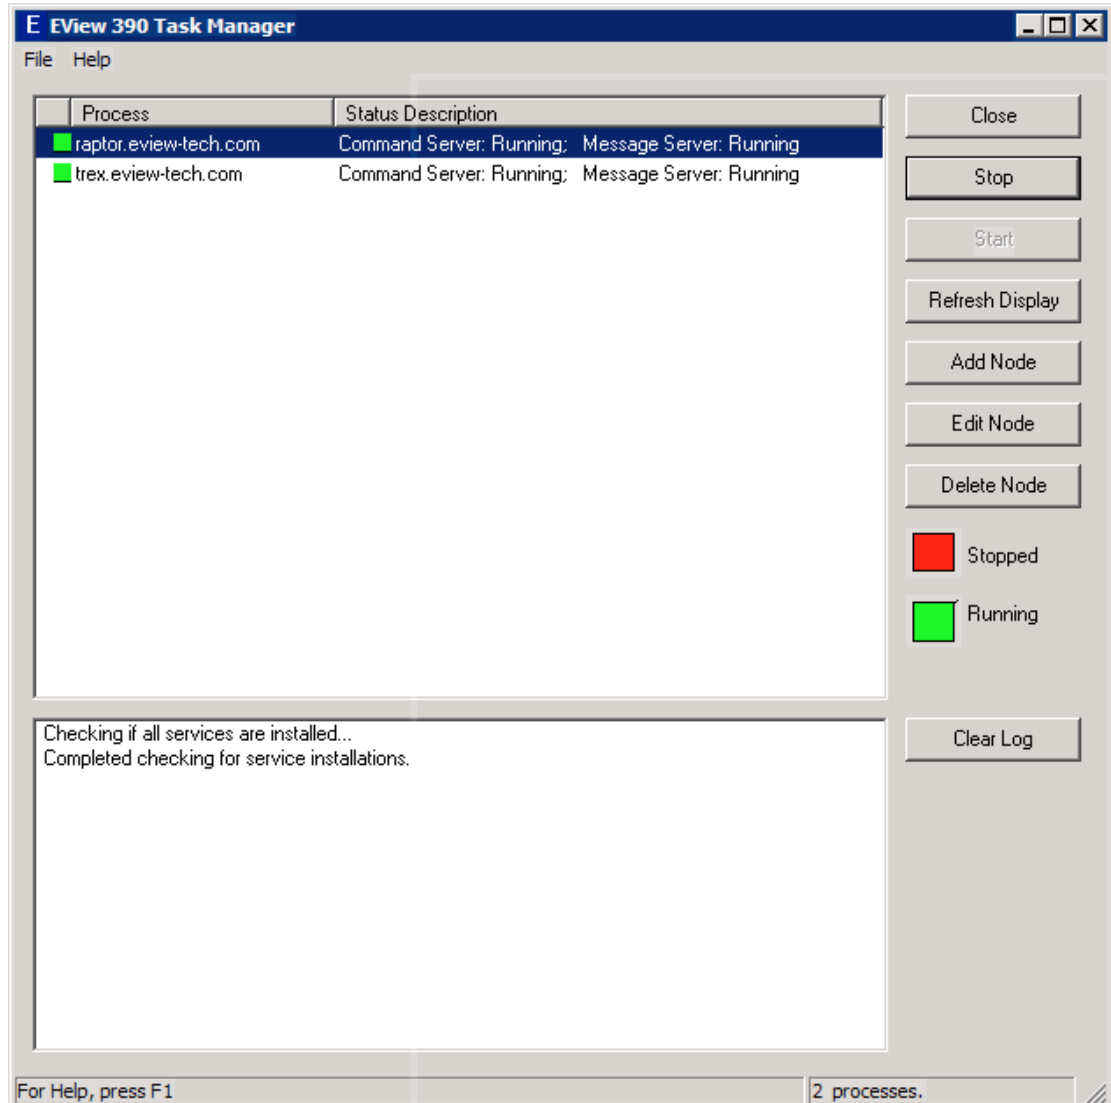 E EView 390 Task Manager
File Help
Process Status Description
raptor.eview-tech.com Command Server: Running; Message Server: Running
trex.eview-tech.com Command Server: Running; Message Server: Running
Close
Stop
Start
Refresh Display
Add Node
Edit Node
Delete Node
Stopped
Running
Checking if all services are installed...
Completed checking for service installations.
Clear Log
For Help, press F1
2 processes.